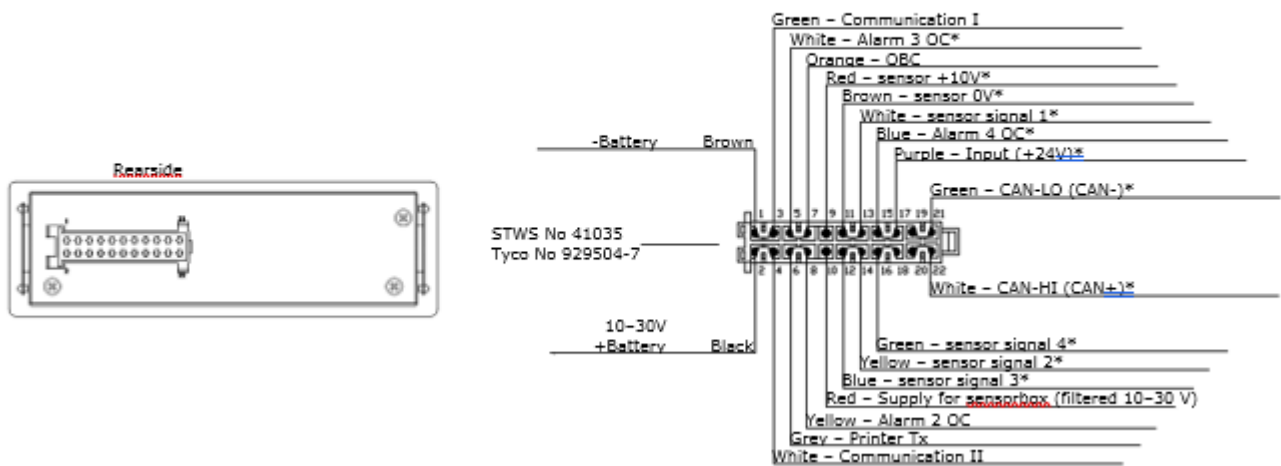 Green – Communication I
White – Alarm 3 OC*
Orange – OBC
Red – sensor +10V*
Brown – sensor 0V*
White – sensor signal 1*
Blue – Alarm 4 OC*
Purple – Input (+24V)*
-Battery Brown
Rearside
Green – CAN-LO (CAN-)*
1 3 5 7 9 11 13 15 17 19 21
STWS No 41035
Tyco No 929504-7
2 4 6 8 10 12 14 16 18 20 22
White – CAN-HI (CAN+)*
10–30V
+Battery Black
Green – sensor signal 4*
Yellow – sensor signal 2*
Blue – sensor signal 3*
Red – Supply for sensorbox (filtered 10–30 V)
Yellow – Alarm 2 OC
Grey – Printer Tx
White – Communication II